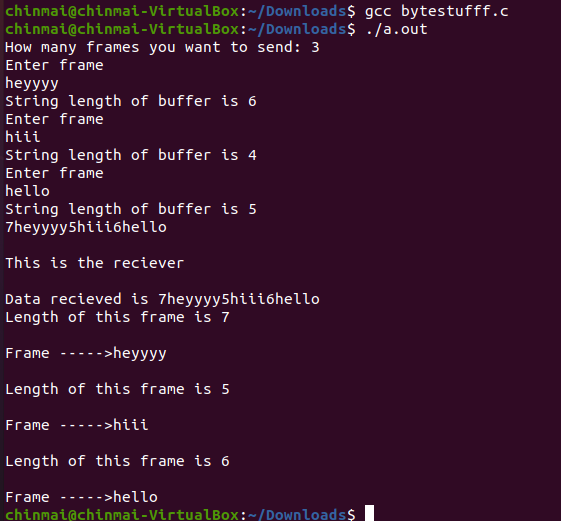 chinmai@chinmai-VirtualBox:~/Downloads$ gcc bytestufff.c
chinmai@chinmai-VirtualBox:~/Downloads$ ./a.out
How many frames you want to send: 3
Enter frame
heyyyy
String length of buffer is 6
Enter frame
hiii
String length of buffer is 4
Enter frame
hello
String length of buffer is 5
7heyyyy5hiii6hello
This is the reciever
Data recieved is 7heyyyy5hiii6hello
Length of this frame is 7
Frame ----->heyyyy
Length of this frame is 5
Frame ----->hiii
Length of this frame is 6
Frame ----->hello
chinmai@chinmai-VirtualBox:~/Downloads$